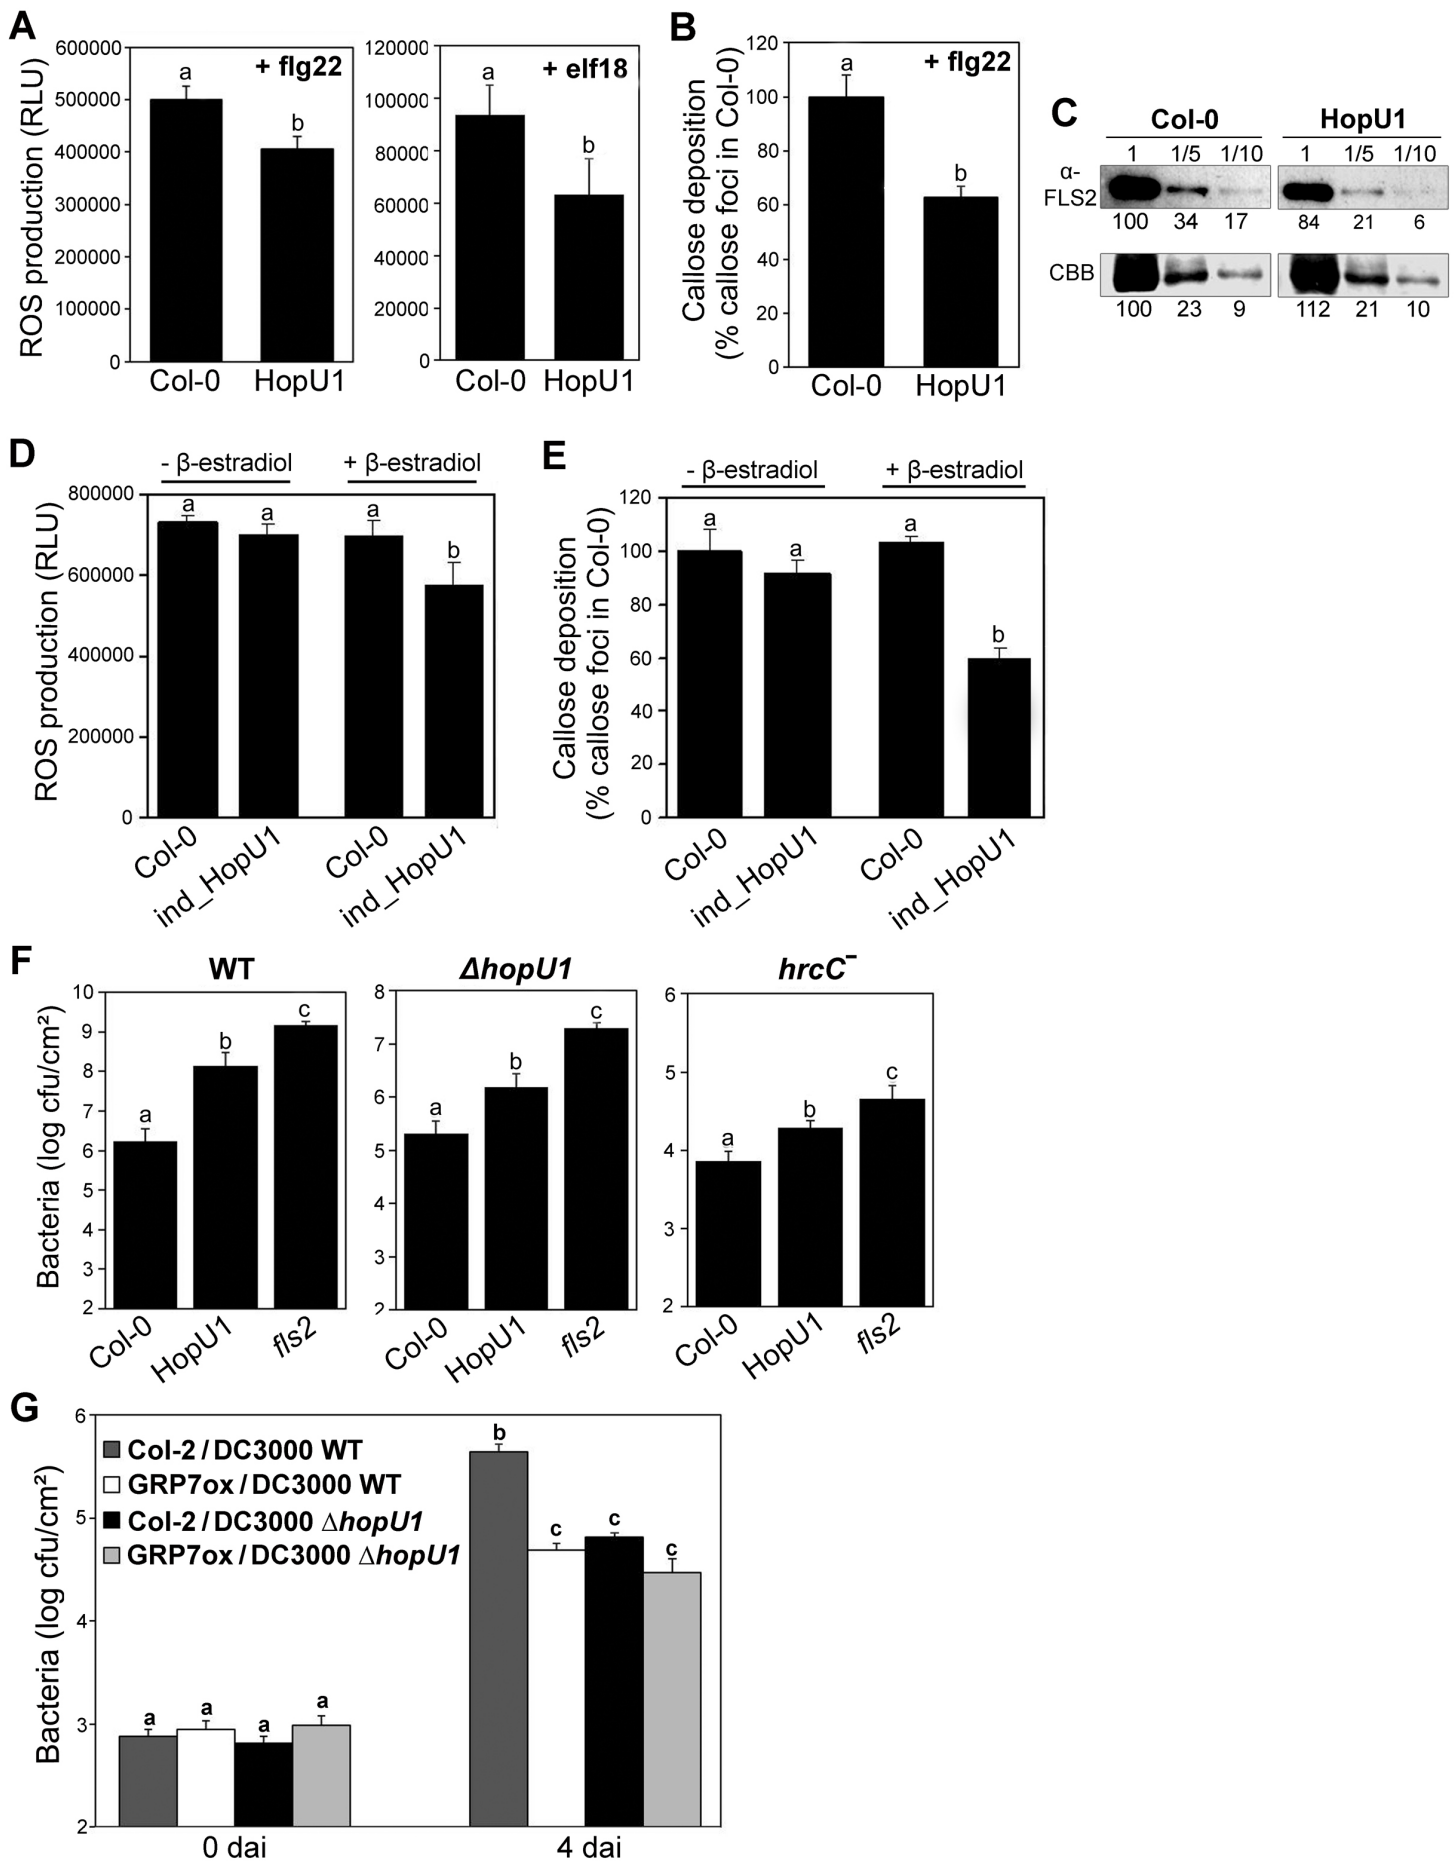 A
ROS production (RLU)
600000
500000
400000
300000
200000
100000
0
+ flg22
a
b
Col-0 HopU1
120000
100000
80000
60000
40000
20000
0
+ elf18
a
b
Col-0 HopU1
B
Callose deposition
(% callose foci in Col-0)
120
100
80
60
40
20
0
+ flg22
a
b
Col-0 HopU1
C
Col-0 HopU1
1 1/5 1/10 1 1/5 1/10
α-
FLS2
100 34 17 84 21 6
CBB
100 23 9 112 21 10
D
- β-estradiol + β-estradiol
ROS production (RLU)
800000
600000
400000
200000
0
a a a b
Col-0 ind_HopU1 Col-0 ind_HopU1
E
- β-estradiol + β-estradiol
Callose deposition
(% callose foci in Col-0)
120
100
80
60
40
20
0
a a a b
Col-0 ind_HopU1 Col-0 ind_HopU1
F
Bacteria (log cfu/cm²)
WT
10
9
8
7
6
5
4
3
2
a b c
Col-0 HopU1 fls2
ΔhopU1
8
7
6
5
4
3
2
a b c
Col-0 HopU1 fls2
hrcC⁻
6
5
4
3
2
a b c
Col-0 HopU1 fls2
G
Bacteria (log cfu/cm²)
6
5
4
3
2
Col-2 / DC3000 WT
GRP7ox / DC3000 WT
Col-2 / DC3000 ΔhopU1
GRP7ox / DC3000 ΔhopU1
a a a a
b c c c
0 dai 4 dai